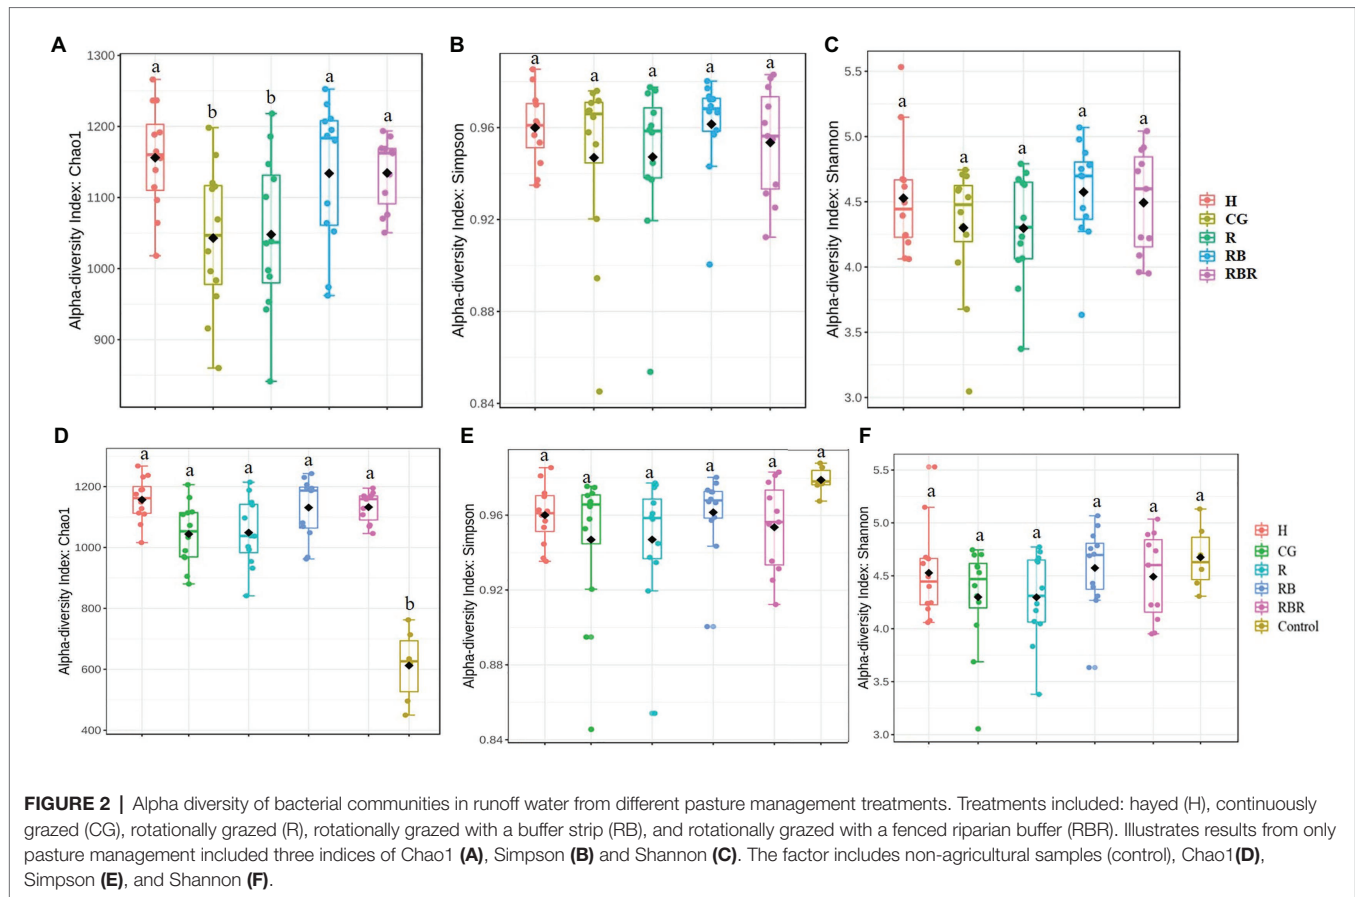 A
B
C
Alpha-diversity Index: Chao1
1300
1200
1100
1000
900
a
b
b
a
a
Alpha-diversity Index: Simpson
0.96
0.92
0.88
0.84
a
a
a
a
a
Alpha-diversity Index: Shannon
5.5
5.0
4.5
4.0
3.5
3.0
a
a
a
a
a
H
CG
R
RB
RBR
D
E
F
Alpha-diversity Index: Chao1
1200
1000
800
600
400
a
a
a
a
a
b
Alpha-diversity Index: Simpson
0.96
0.92
0.88
0.84
a
a
a
a
a
a
Alpha-diversity Index: Shannon
5.5
5.0
4.5
4.0
3.5
3.0
a
a
a
a
a
a
H
CG
R
RB
RBR
Control
FIGURE 2 | Alpha diversity of bacterial communities in runoff water from different pasture management treatments. Treatments included: hayed (H), continuously
grazed (CG), rotationally grazed (R), rotationally grazed with a buffer strip (RB), and rotationally grazed with a fenced riparian buffer (RBR). Illustrates results from only
pasture management included three indices of Chao1 (A), Simpson (B) and Shannon (C). The factor includes non-agricultural samples (control), Chao1(D),
Simpson (E), and Shannon (F).